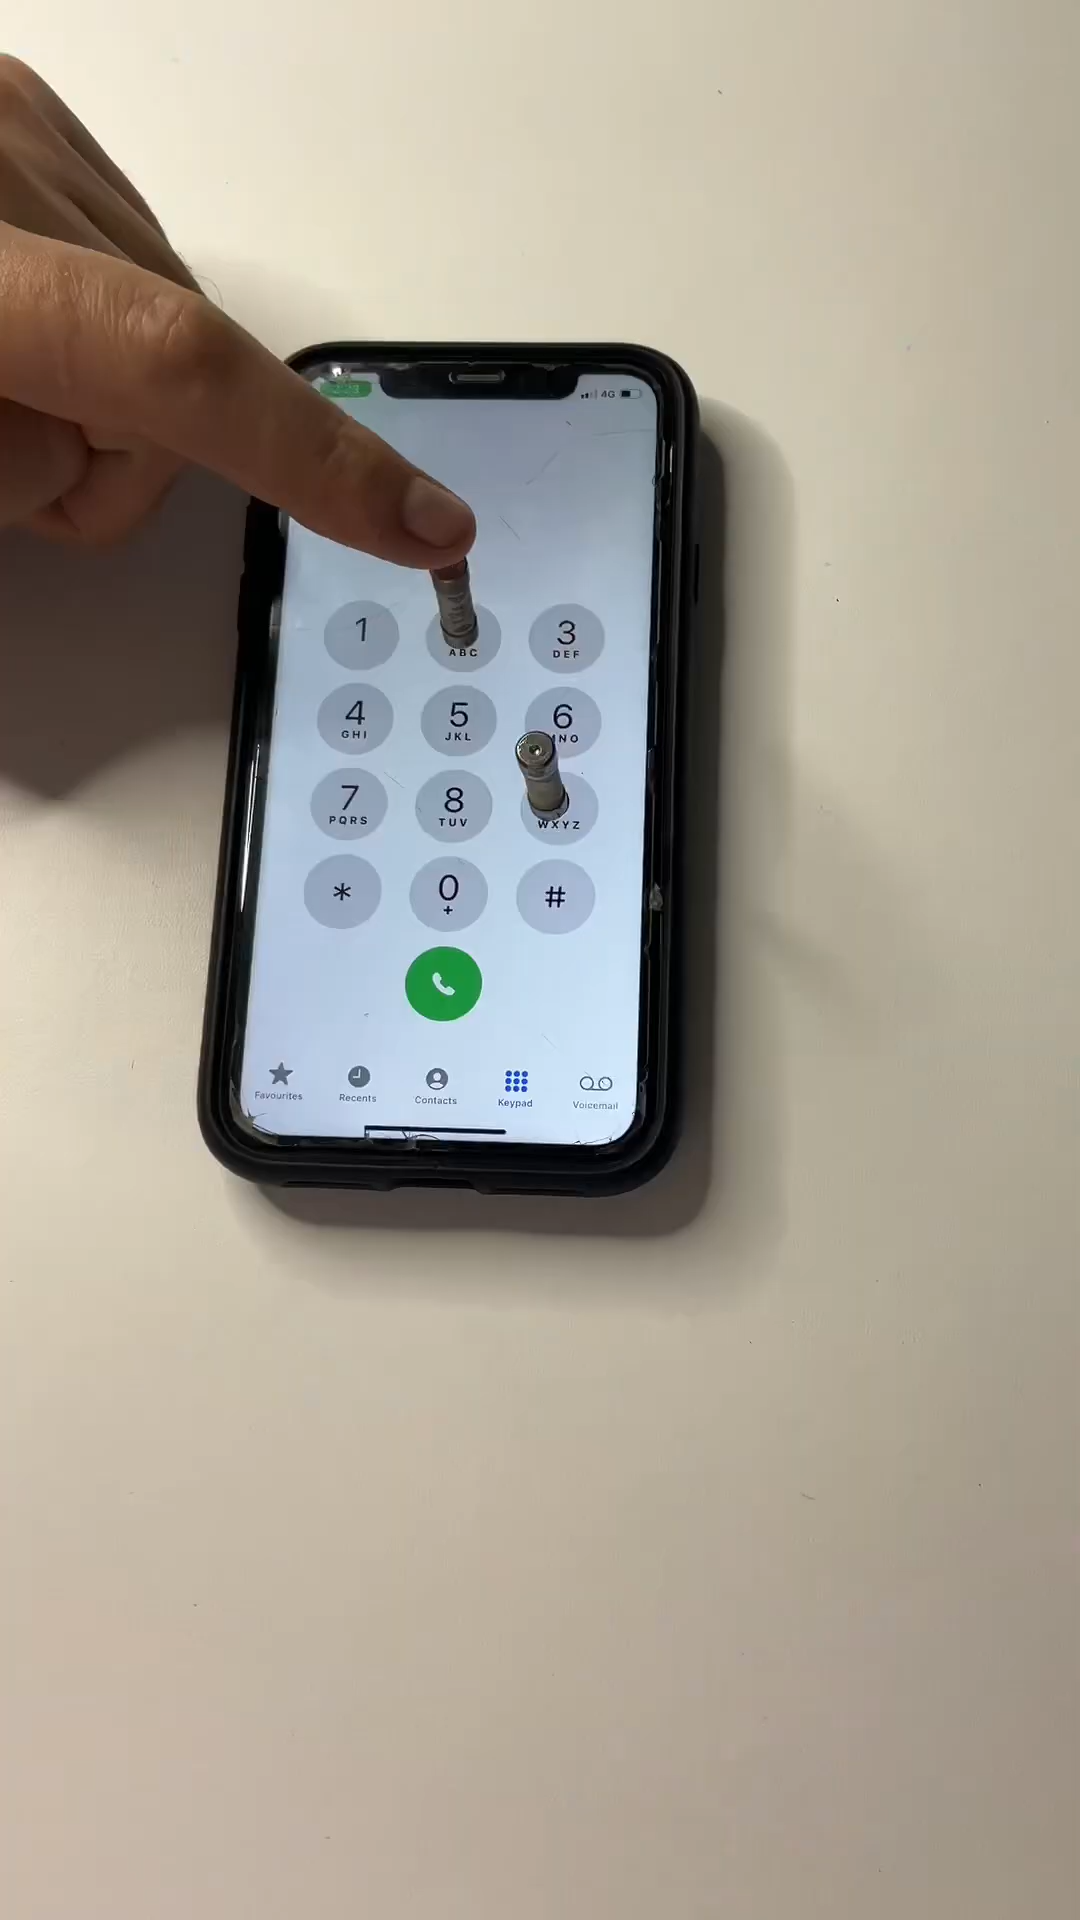 4G
1
3
ABC
DEF
4
5
6
GHI
JKL
MNO
7
8
PQRS
TUV
WXYZ
*
0
#
+
Favourites
Recents
Contacts
Keypad
Voicemail